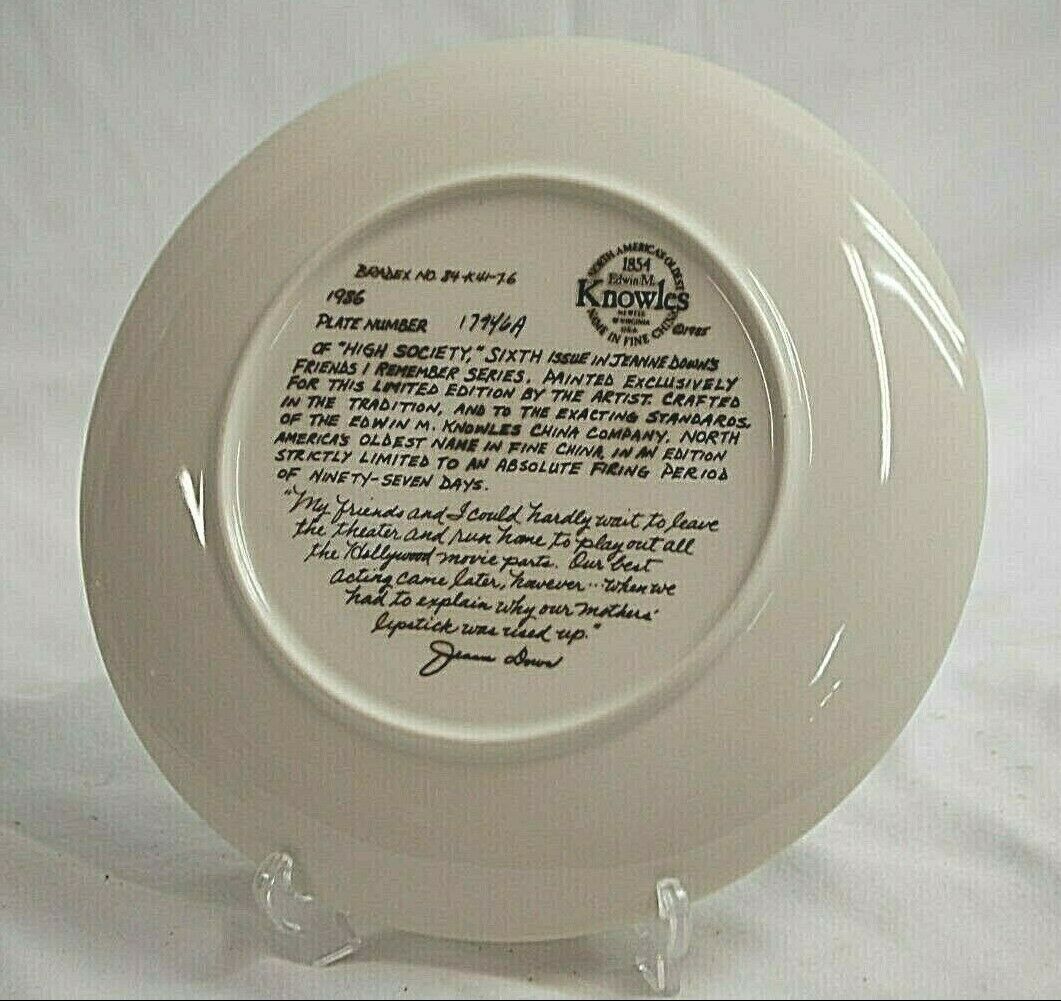 BRADEX NO. 84-K41-7.6
1986
PLATE NUMBER 17946A
NORTH AMERICA'S OLDEST
1854
Edwin M.
Knowles
NEWELL
W.VIRGINIA
U.S.A.
NAME IN FINE CHINA
©1985
OF "HIGH SOCIETY," SIXTH ISSUE IN JEANNE DOWN'S
FRIENDS I REMEMBER SERIES. PAINTED EXCLUSIVELY
FOR THIS LIMITED EDITION BY THE ARTIST. CRAFTED
IN THE TRADITION, AND TO THE EXACTING STANDARDS,
OF THE EDWIN M. KNOWLES CHINA COMPANY, NORTH
AMERICA'S OLDEST NAME IN FINE CHINA, IN AN EDITION
STRICTLY LIMITED TO AN ABSOLUTE FIRING PERIOD
OF NINETY-SEVEN DAYS.
"My friends and I could hardly wait to leave
the theater and run home to play out all
the Hollywood movie parts. Our best
acting came later, however... when we
had to explain why our mothers'
lipstick was used up."
Jeanne Down